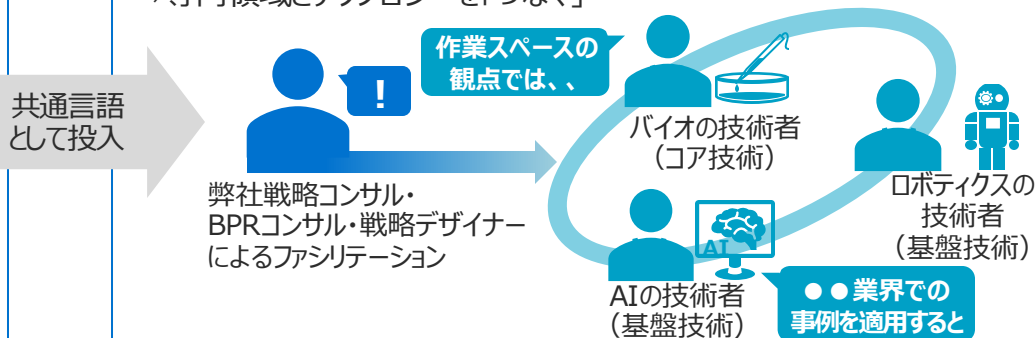 共通言語
として投入
!
作業スペースの
観点では、、
弊社戦略コンサル・
BPRコンサル・戦略デザイナー
によるファシリテーション
バイオの技術者
（コア技術）
ロボティクスの
技術者
（基盤技術）
AI
AIの技術者
（基盤技術）
●●業界での
事例を適用すると